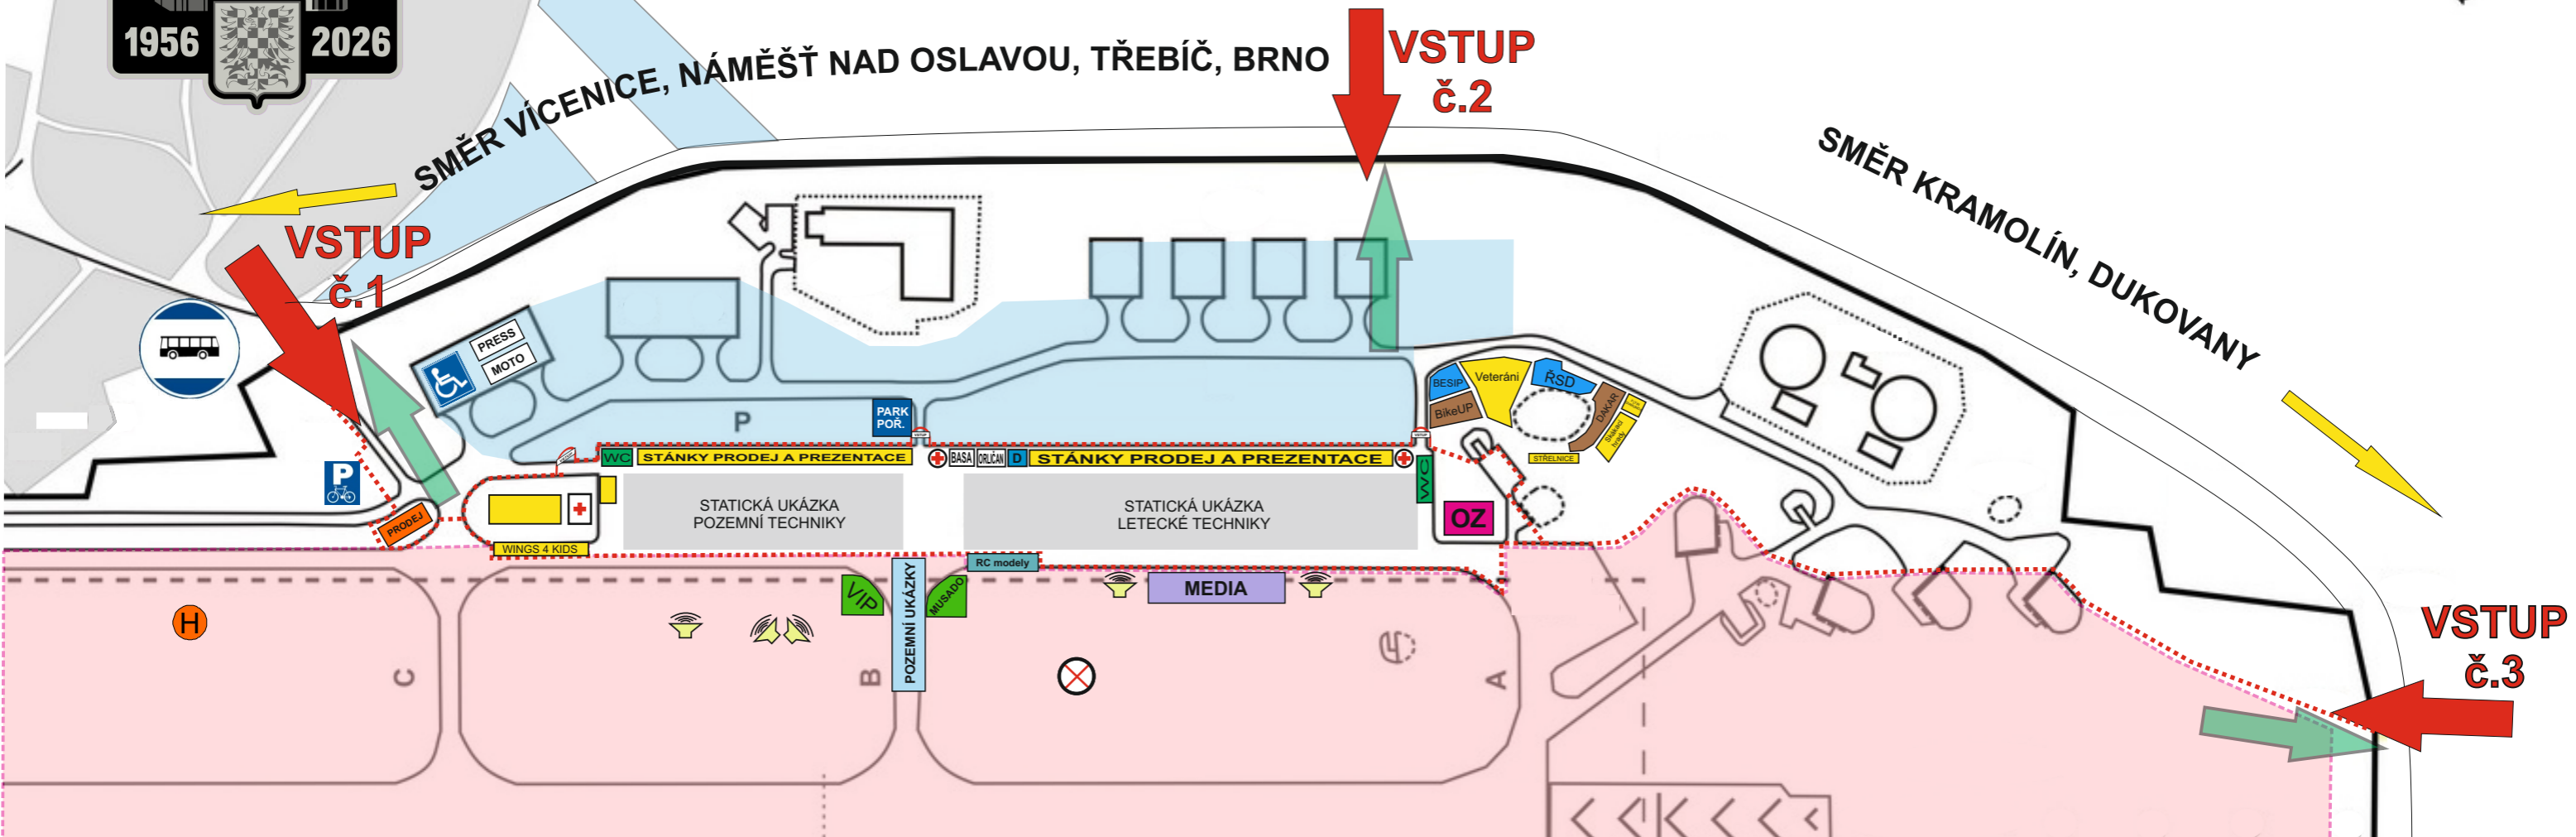 1956
2026
SMĚR VÍCENICE, NÁMĚŠŤ NAD OSLAVOU, TŘEBÍČ, BRNO
VSTUP
č.2
SMĚR KRAMOLÍN, DUKOVANY
VSTUP
č.1
PRESS
MOTO
P
PARK
POŘ.
BESIP
Veteráni
ŘSD
BikeUP
DAKAR
Skákací
hrady
STŘELNICE
WC
STÁNKY PRODEJ A PREZENTACE
BASA
ORLIČAN
D
STÁNKY PRODEJ A PREZENTACE
WC
P
PRODEJ
STATICKÁ UKÁZKA
POZEMNÍ TECHNIKY
STATICKÁ UKÁZKA
LETECKÉ TECHNIKY
OZ
WINGS 4 KIDS
RC modely
VIP
POZEMNÍ UKÁZKY
MUSADO
MEDIA
H
C
B
A
VSTUP
č.3